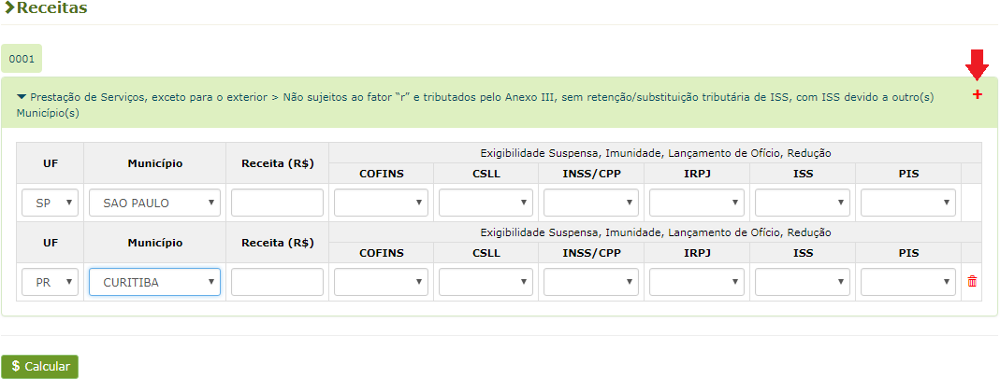 Receitas
0001
Prestação de Serviços, exceto para o exterior > Não sujeitos ao fator “r” e tributados pelo Anexo III, sem retenção/substituição tributária de ISS, com ISS devido a outro(s)
Município(s)
UF Município Receita (R$) Exigibilidade Suspensa, Imunidade, Lançamento de Ofício, Redução
COFINS CSLL INSS/CPP IRPJ ISS PIS
SP SAO PAULO
UF Município Receita (R$) Exigibilidade Suspensa, Imunidade, Lançamento de Ofício, Redução
COFINS CSLL INSS/CPP IRPJ ISS PIS
PR CURITIBA
$ Calcular